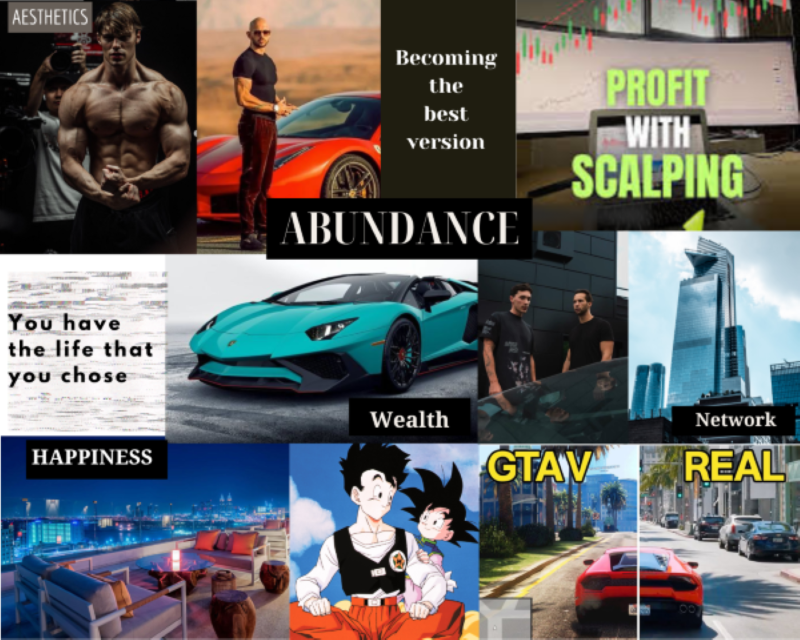 AESTHETICS
Becoming
the
best
version
PROFIT
WITH
SCALPING
ABUNDANCE
You have
the life that
you chose
Wealth
Network
HAPPINESS
GTAV
REAL